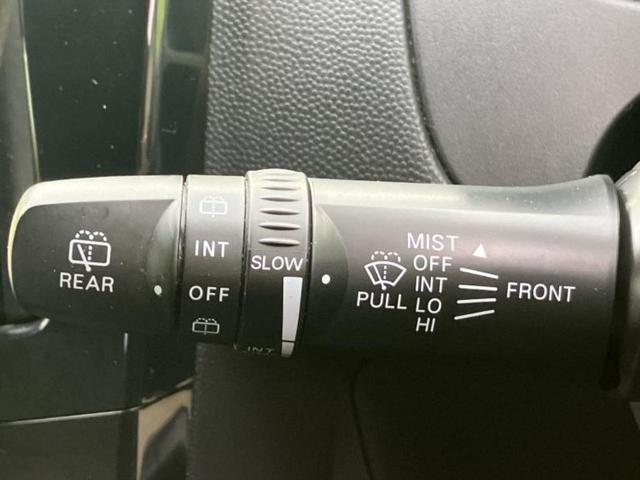 REAR
INT
OFF
SLOW
INT
PULL
MIST
OFF
INT
LO
HI
FRONT